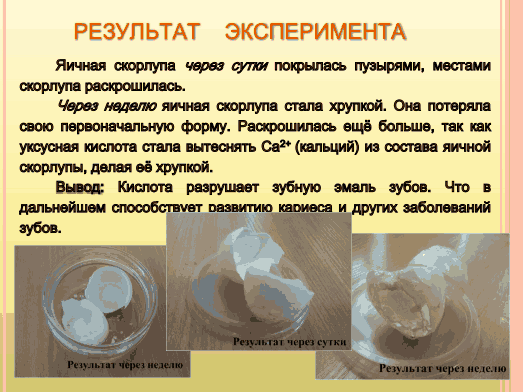 РЕЗУЛЬТАТ ЭКСПЕРИМЕНТА
Яичная скорлупа через сутки покрылась пузырями, местами
скорлупа раскрошилась.
Через неделю яичная скорлупа стала хрупкой. Она потеряла
свою первоначальную форму. Раскрошилась ещё больше, так как
уксусная кислота стала вытеснять Ca²⁺ (кальций) из состава яичной
скорлупы, делая её хрупкой.
Вывод: Кислота разрушает зубную эмаль зубов. Что в
дальнейшем способствует развитию кариеса и других заболеваний
зубов.
Результат через неделю
Результат через сутки
Результат через неделю